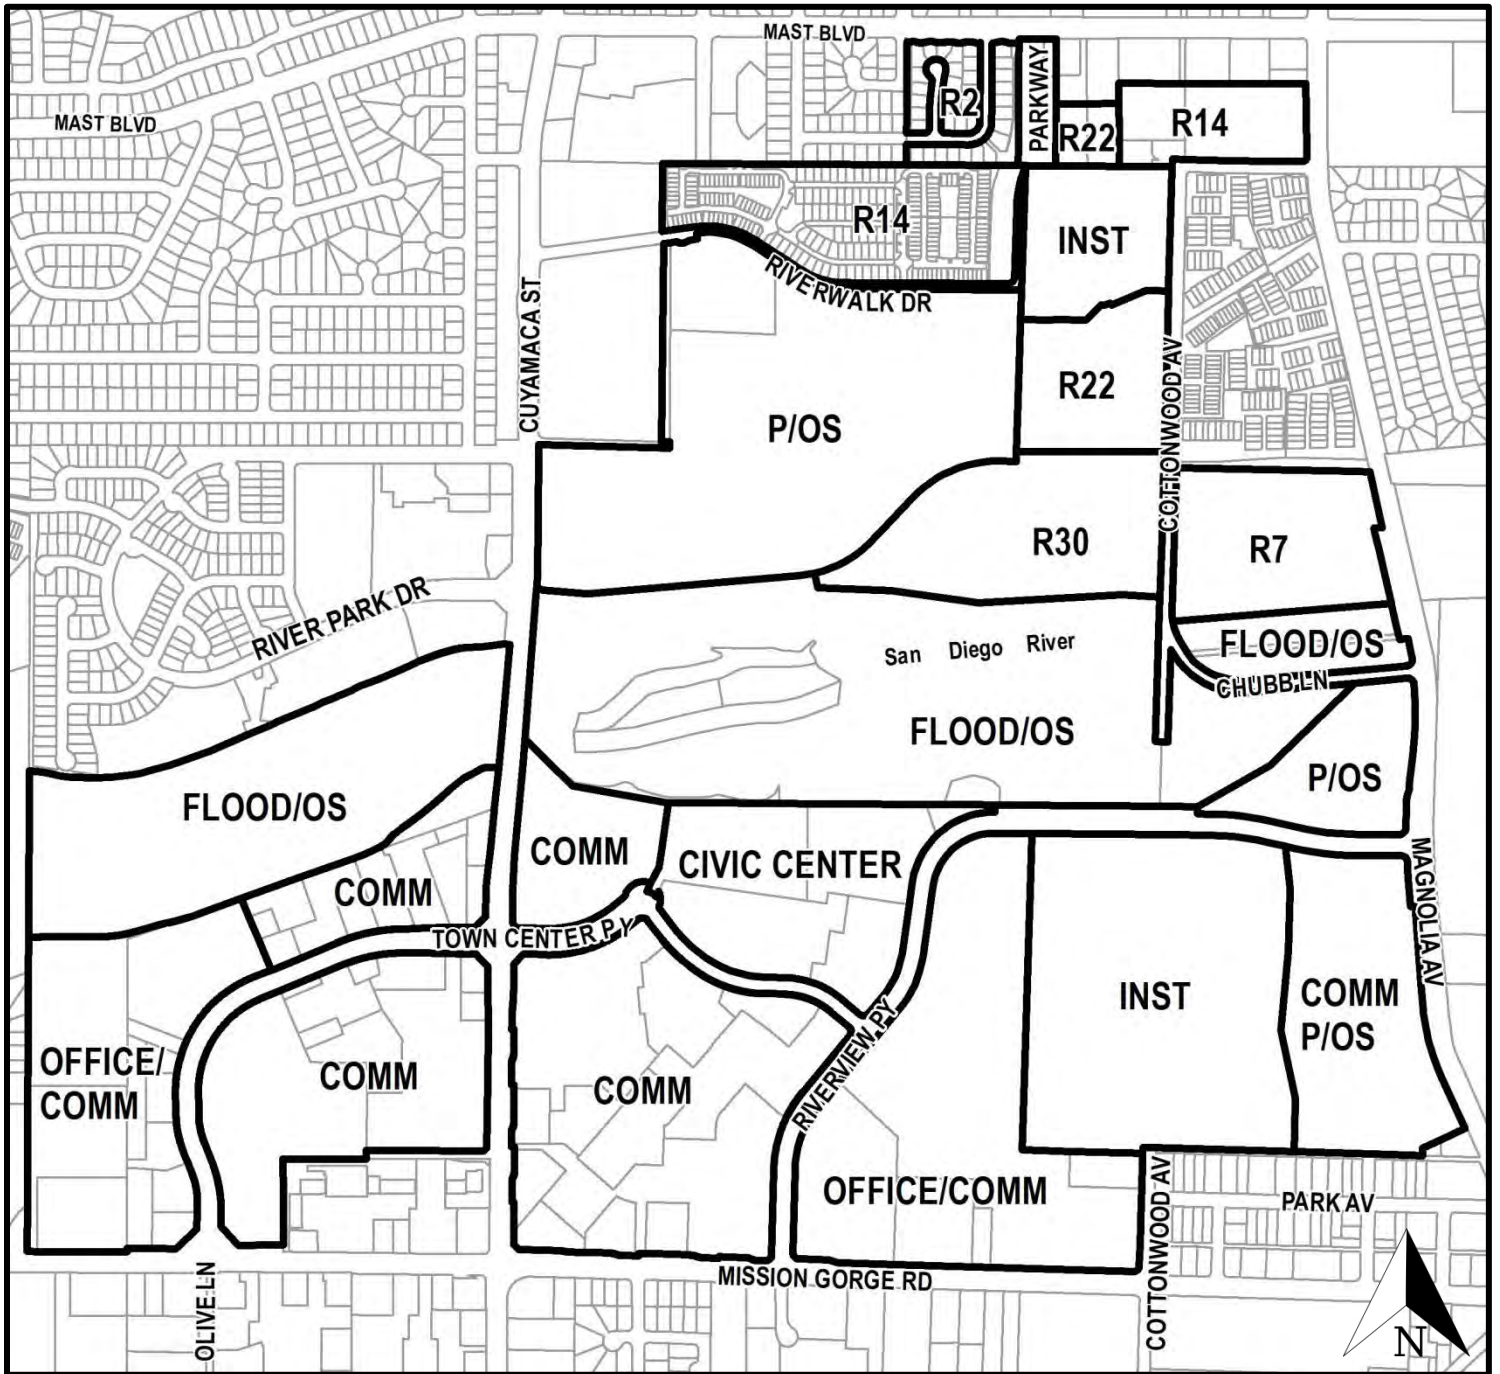 MAST BLVD
MAST BLVD
R2
PARKWAY
R22
R14
R14
INST
RIVERWALK DR
CUYAMACA ST
COTTONWOOD AV
R22
P/OS
R30
R7
RIVER PARK DR
San Diego River
FLOOD/OS
CHUBB LN
FLOOD/OS
P/OS
FLOOD/OS
COMM
CIVIC CENTER
COMM
TOWN CENTER PY
MAGNOLIA AV
INST
COMM
P/OS
RIVERVIEW PY
OFFICE/
COMM
COMM
COMM
OFFICE/COMM
PARK AV
COTTONWOOD AV
OLIVE LN
MISSION GORGE RD
N